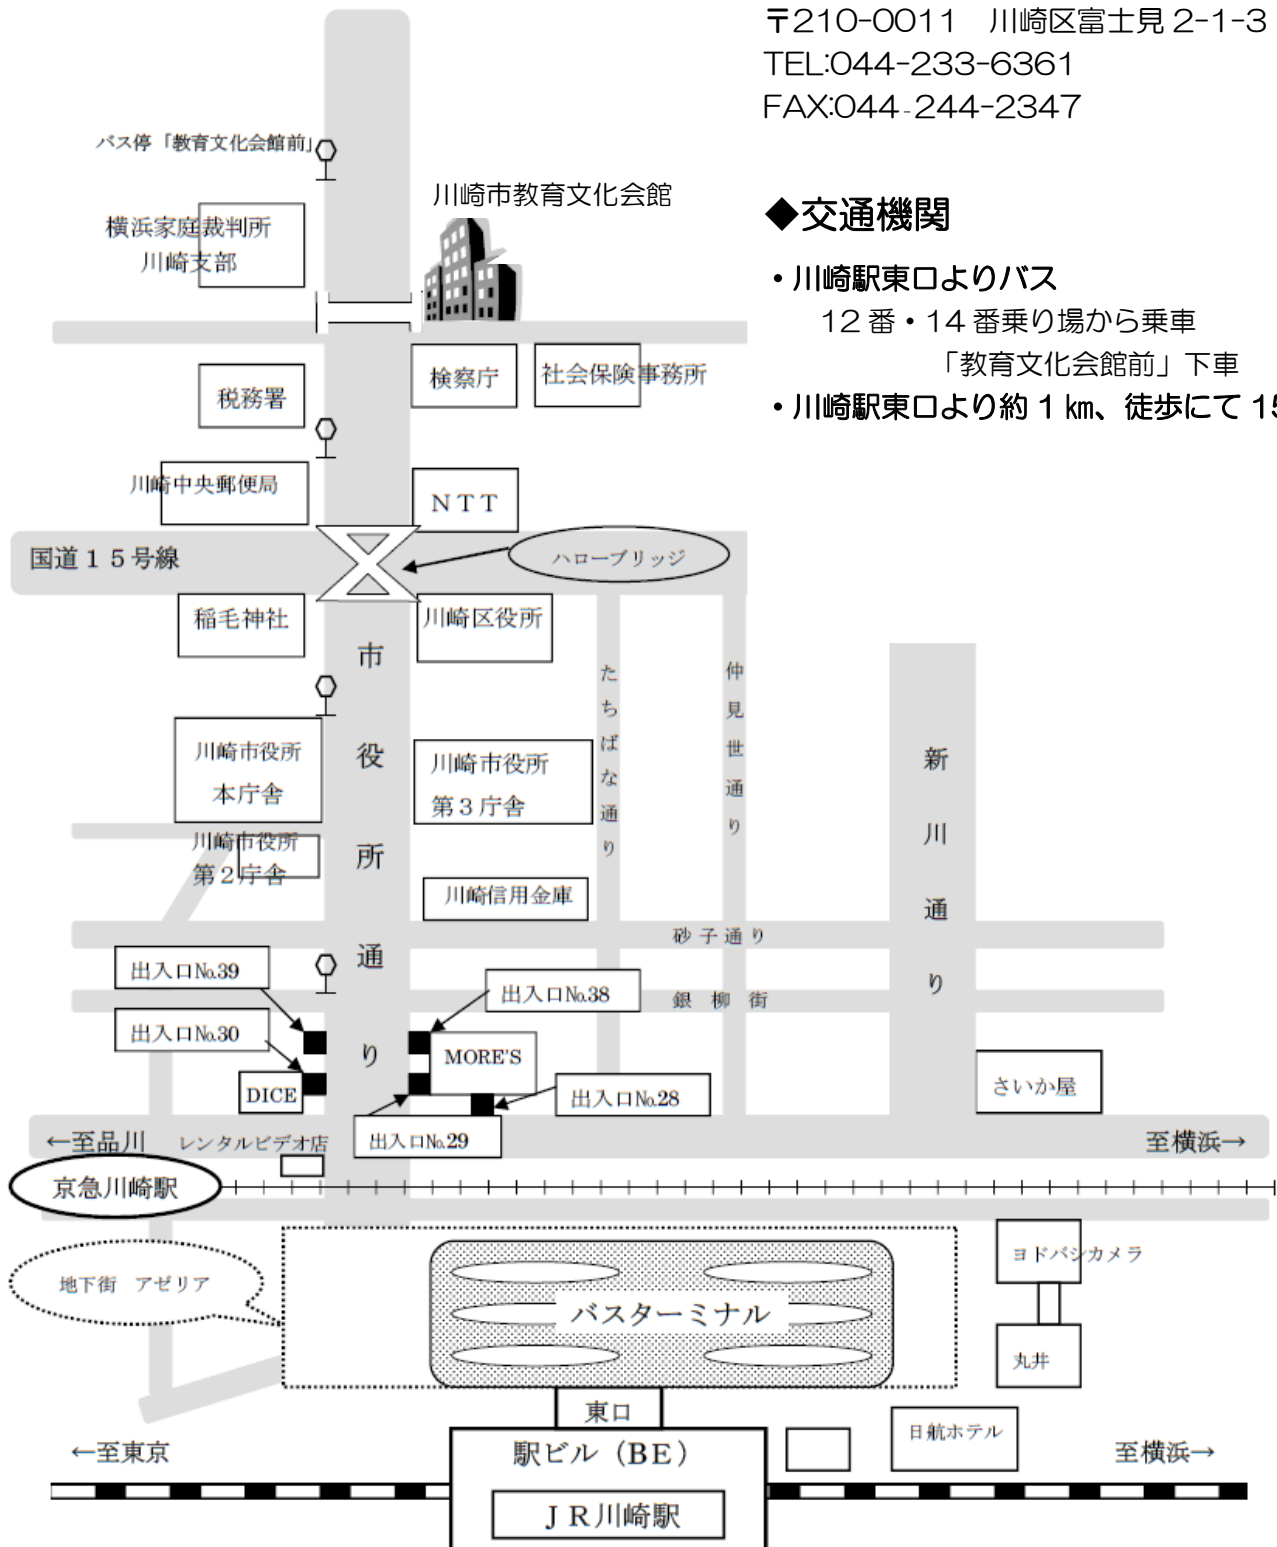 〒210-0011　川崎区富士見 2-1-3
TEL:044-233-6361
FAX:044-244-2347
◆交通機関
・川崎駅東口よりバス
12 番・14 番乗り場から乗車
「教育文化会館前」下車
・川崎駅東口より約 1 ㎞、徒歩にて 15
バス停「教育文化会館前」
川崎市教育文化会館
横浜家庭裁判所
川崎支部
税務署
検察庁
社会保険事務所
川崎中央郵便局
ＮＴＴ
国道１５号線
ハローブリッジ
稲毛神社
川崎区役所
市役所通り
たちばな通り
仲見世通り
新川通り
川崎市役所
本庁舎
川崎市役所
第３庁舎
川崎市役所
第２庁舎
川崎信用金庫
砂子通り
出入口№39
出入口№38
銀柳街
出入口№30
MORE'S
DICE
出入口№28
さいか屋
出入口№29
←至品川
レンタルビデオ店
至横浜→
京急川崎駅
地下街　アゼリア
バスターミナル
ヨドバシカメラ
丸井
東口
日航ホテル
←至東京
駅ビル（BE）
至横浜→
ＪＲ川崎駅